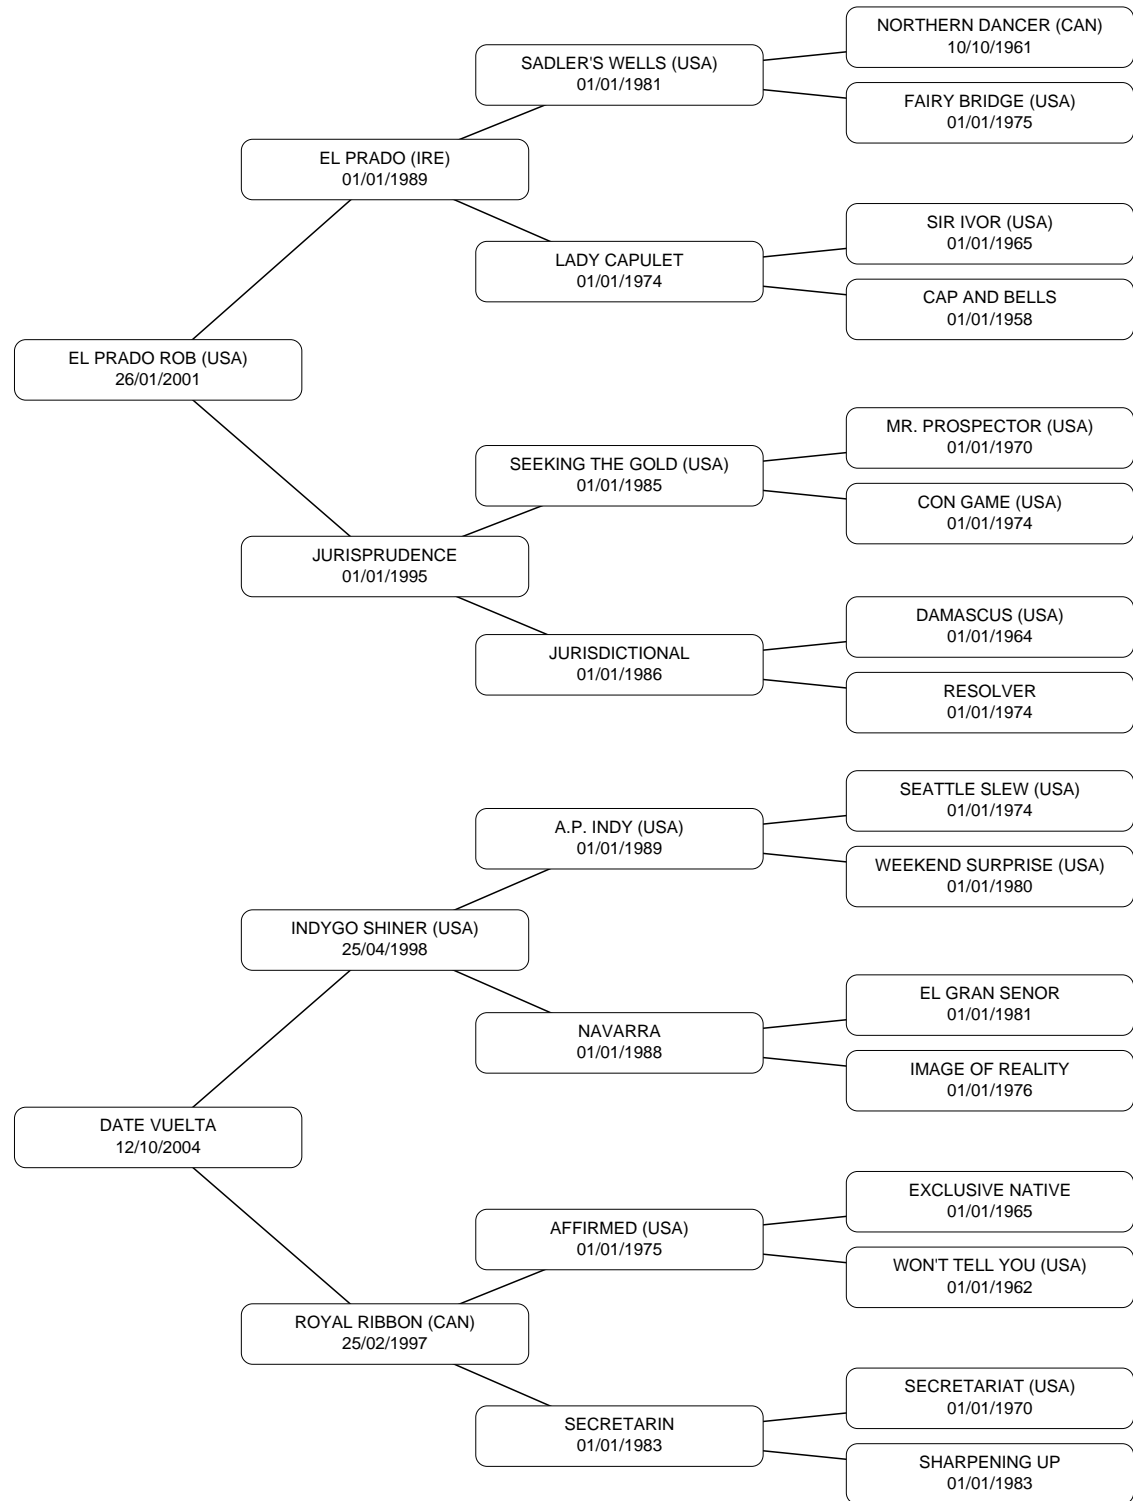 NORTHERN DANCER (CAN)
10/10/1961
SADLER'S WELLS (USA)
01/01/1981
FAIRY BRIDGE (USA)
01/01/1975
EL PRADO (IRE)
01/01/1989
SIR IVOR (USA)
01/01/1965
LADY CAPULET
01/01/1974
CAP AND BELLS
01/01/1958
EL PRADO ROB (USA)
26/01/2001
MR. PROSPECTOR (USA)
01/01/1970
SEEKING THE GOLD (USA)
01/01/1985
CON GAME (USA)
01/01/1974
JURISPRUDENCE
01/01/1995
DAMASCUS (USA)
01/01/1964
JURISDICTIONAL
01/01/1986
RESOLVER
01/01/1974
SEATTLE SLEW (USA)
01/01/1974
A.P. INDY (USA)
01/01/1989
WEEKEND SURPRISE (USA)
01/01/1980
INDYGO SHINER (USA)
25/04/1998
EL GRAN SENOR
01/01/1981
NAVARRA
01/01/1988
IMAGE OF REALITY
01/01/1976
DATE VUELTA
12/10/2004
EXCLUSIVE NATIVE
01/01/1965
AFFIRMED (USA)
01/01/1975
WON'T TELL YOU (USA)
01/01/1962
ROYAL RIBBON (CAN)
25/02/1997
SECRETARIAT (USA)
01/01/1970
SECRETARIN
01/01/1983
SHARPENING UP
01/01/1983